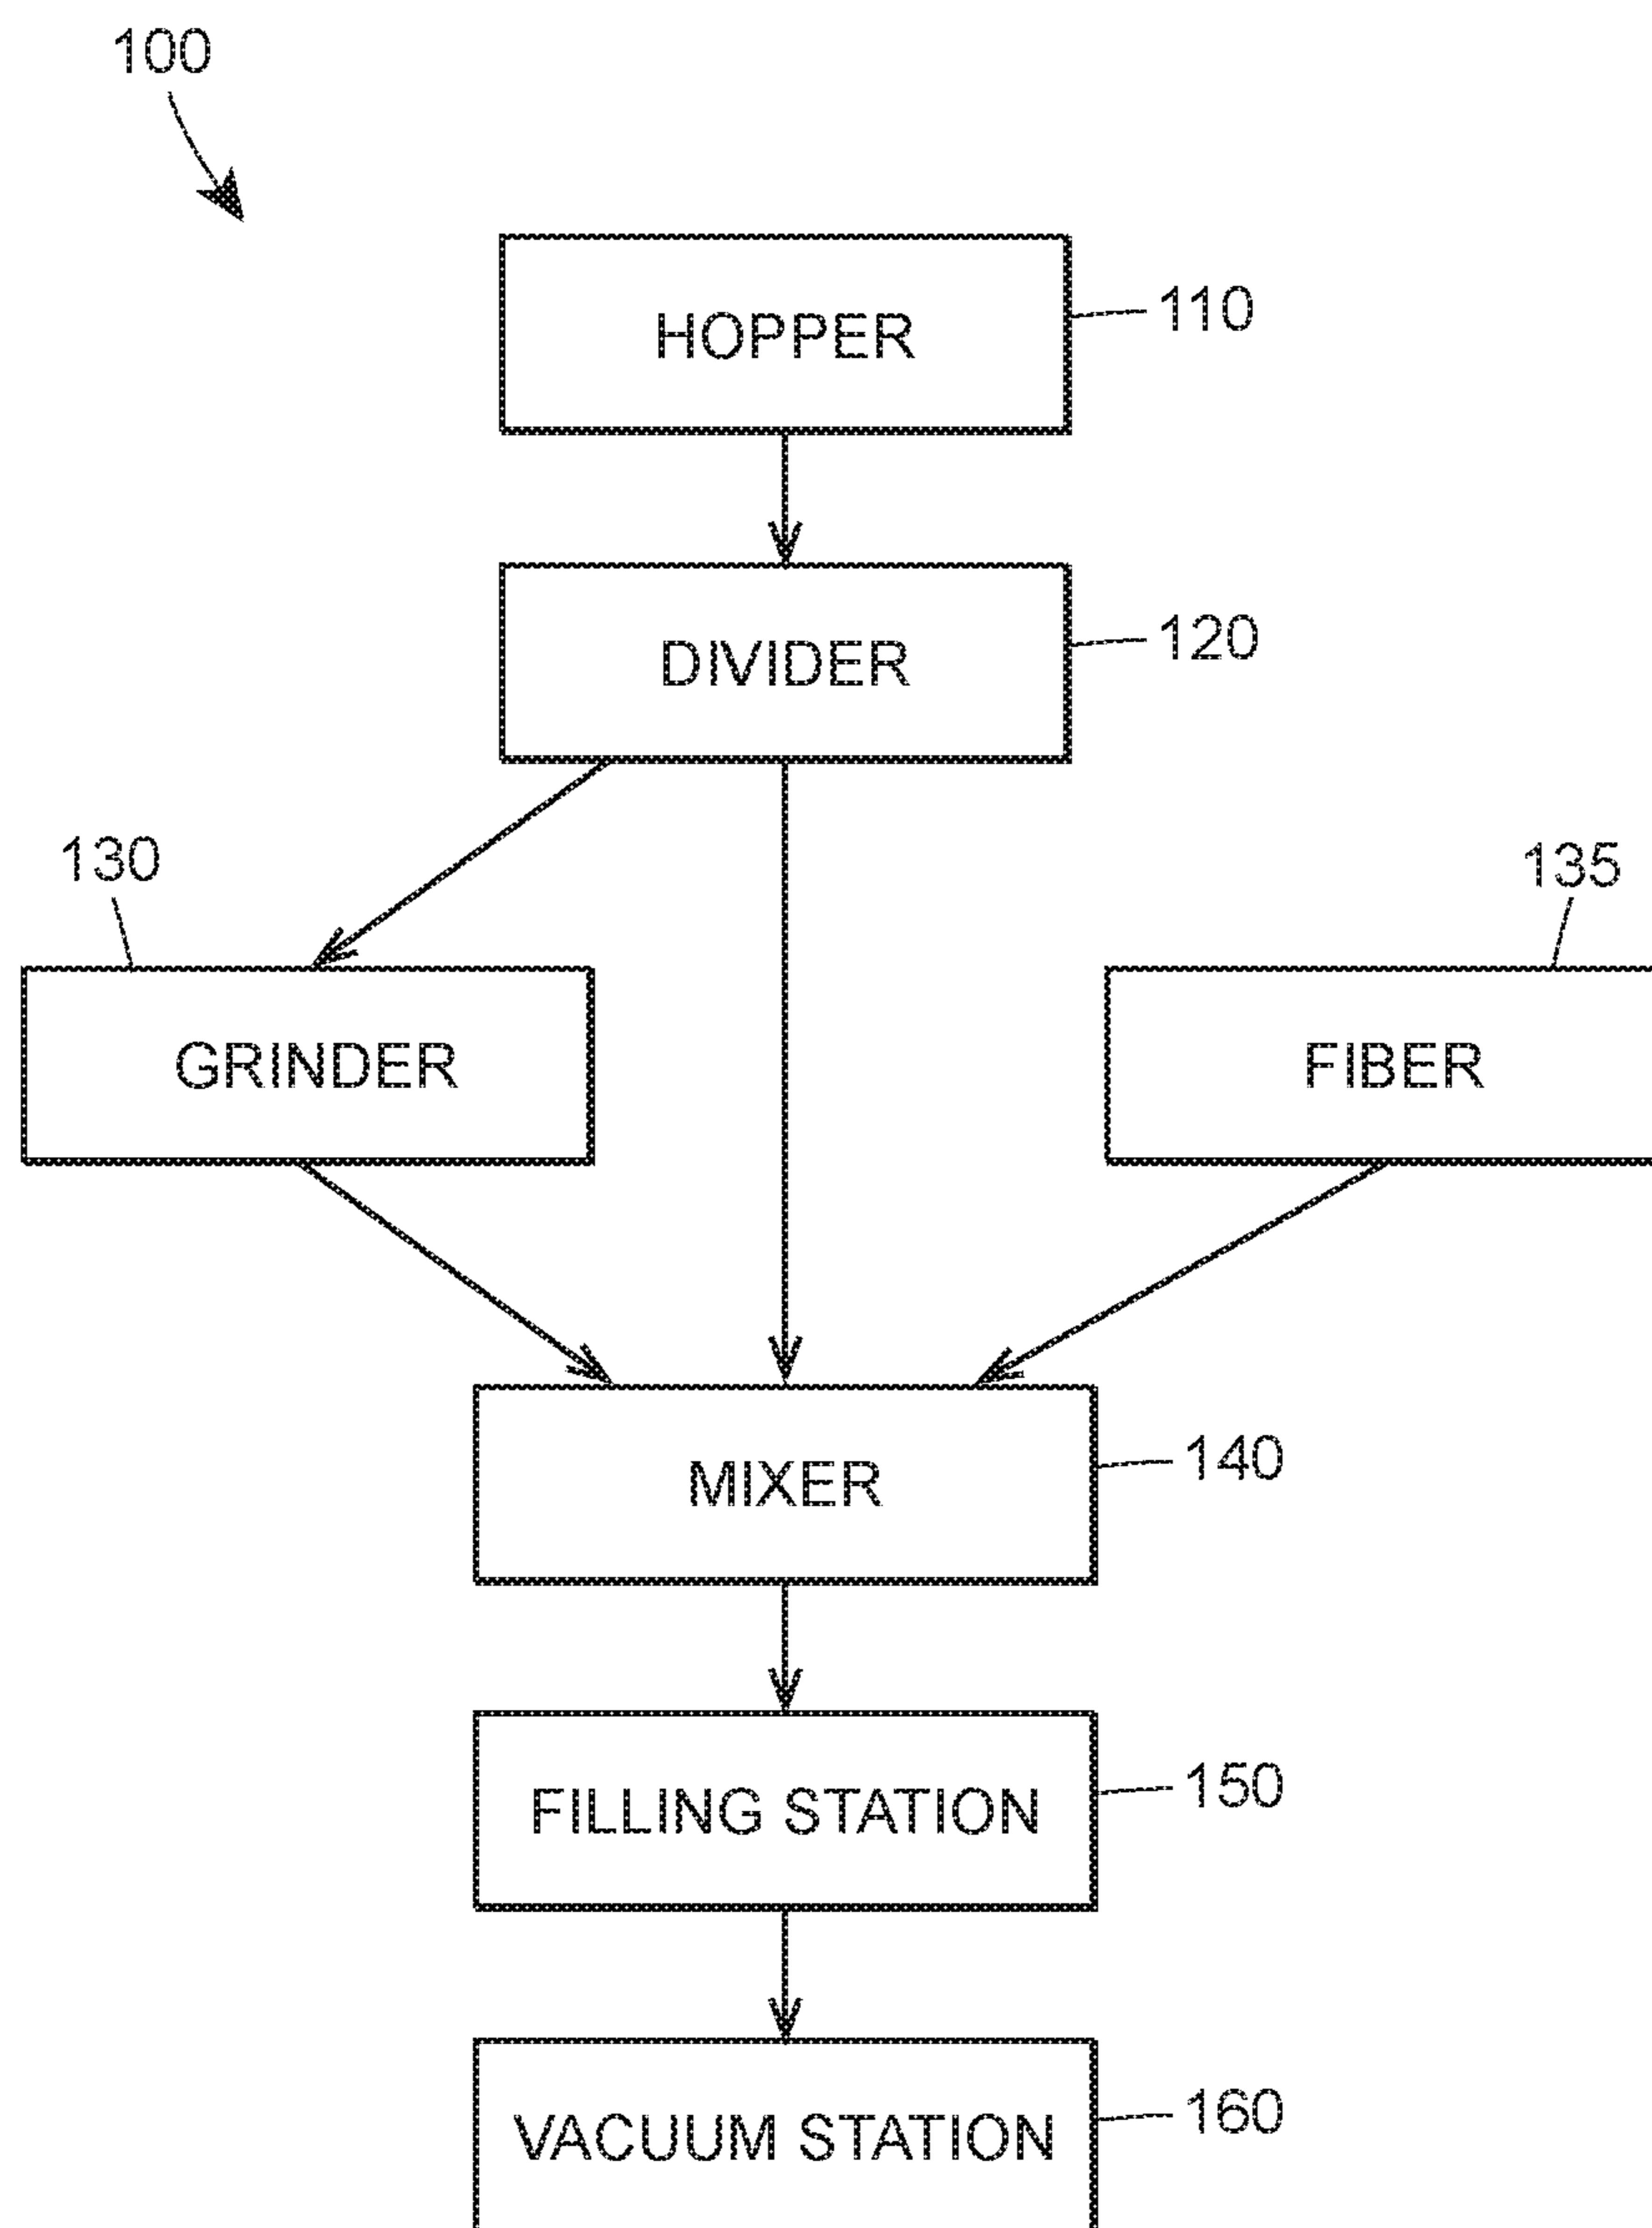 100
HOPPER
110
DIVIDER
120
130
135
GRINDER
FIBER
MIXER
140
FILLING STATION
150
VACUUM STATION
160